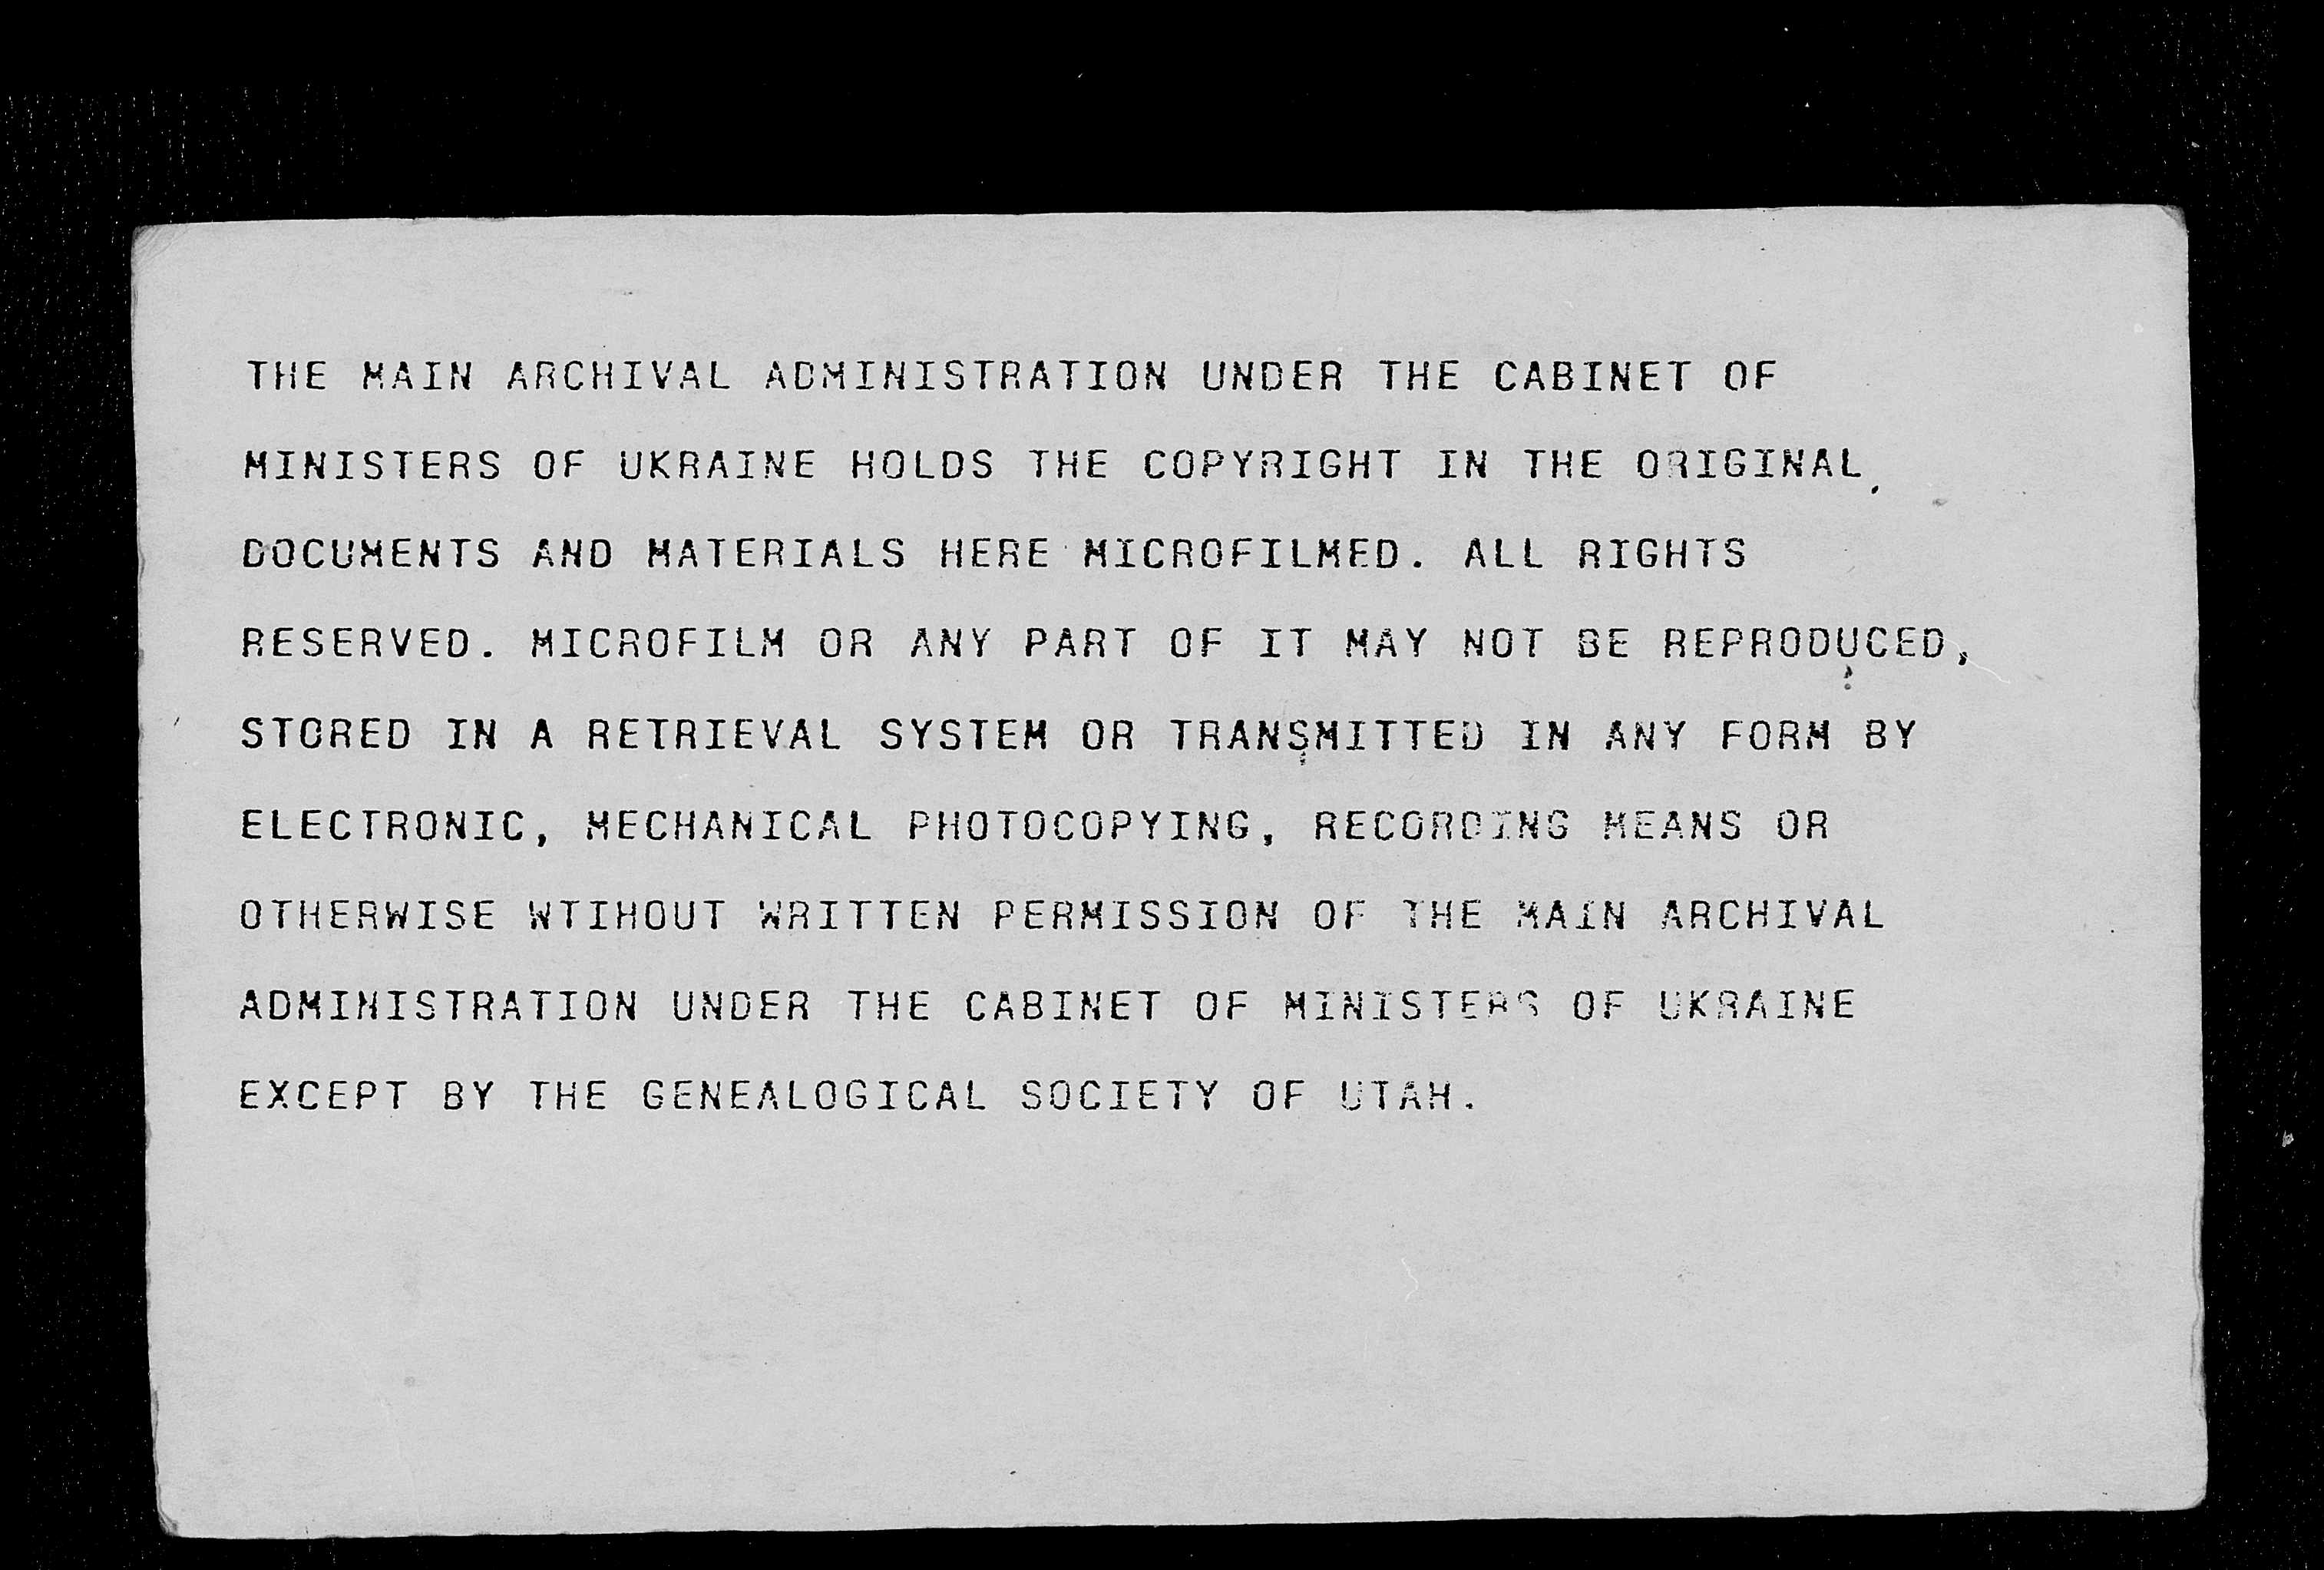 THE MAIN ARCHIVAL ADMINISTRATION UNDER THE CABINET OF
MINISTERS OF UKRAINE HOLDS THE COPYRIGHT IN THE ORIGINAL
DOCUMENTS AND MATERIALS HERE MICROFILMED. ALL RIGHTS
RESERVED. MICROFILM OR ANY PART OF IT MAY NOT BE REPRODUCED,
STORED IN A RETRIEVAL SYSTEM OR TRANSMITTED IN ANY FORM BY
ELECTRONIC, MECHANICAL PHOTOCOPYING, RECORDING MEANS OR
OTHERWISE WTIHOUT WRITTEN PERMISSION OF THE MAIN ARCHIVAL
ADMINISTRATION UNDER THE CABINET OF MINISTERS OF UKRAINE
EXCEPT BY THE GENEALOGICAL SOCIETY OF UTAH.